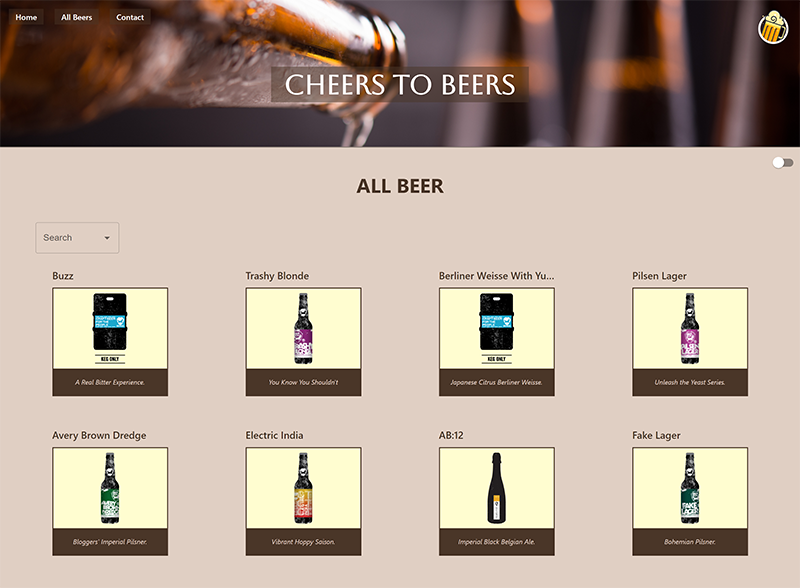 Home
All Beers
Contact
CHEERS TO BEERS
ALL BEER
Search
Buzz
Trashy Blonde
Berliner Weisse With Yu...
Pilsen Lager
KEG ONLY
KEG ONLY
A Real Bitter Experience.
You Know You Shouldn't
Japanese Citrus Berliner Weisse.
Unleash the Yeast Series.
Avery Brown Dredge
Electric India
AB:12
Fake Lager
FAKE
LAGER
Bloggers' Imperial Pilsner.
Vibrant Hoppy Saison.
Imperial Black Belgian Ale.
Bohemian Pilsner.